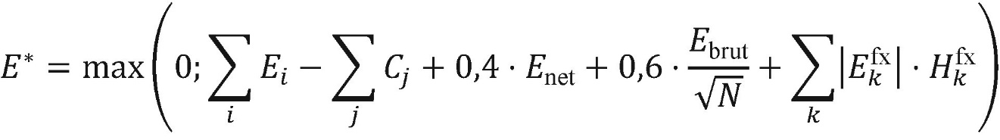 E* = max(0; ∑_i E_i − ∑_j C_j + 0,4 · E_net + 0,6 · E_brut/√N + ∑_k |E_k^fx| · H_k^fx)